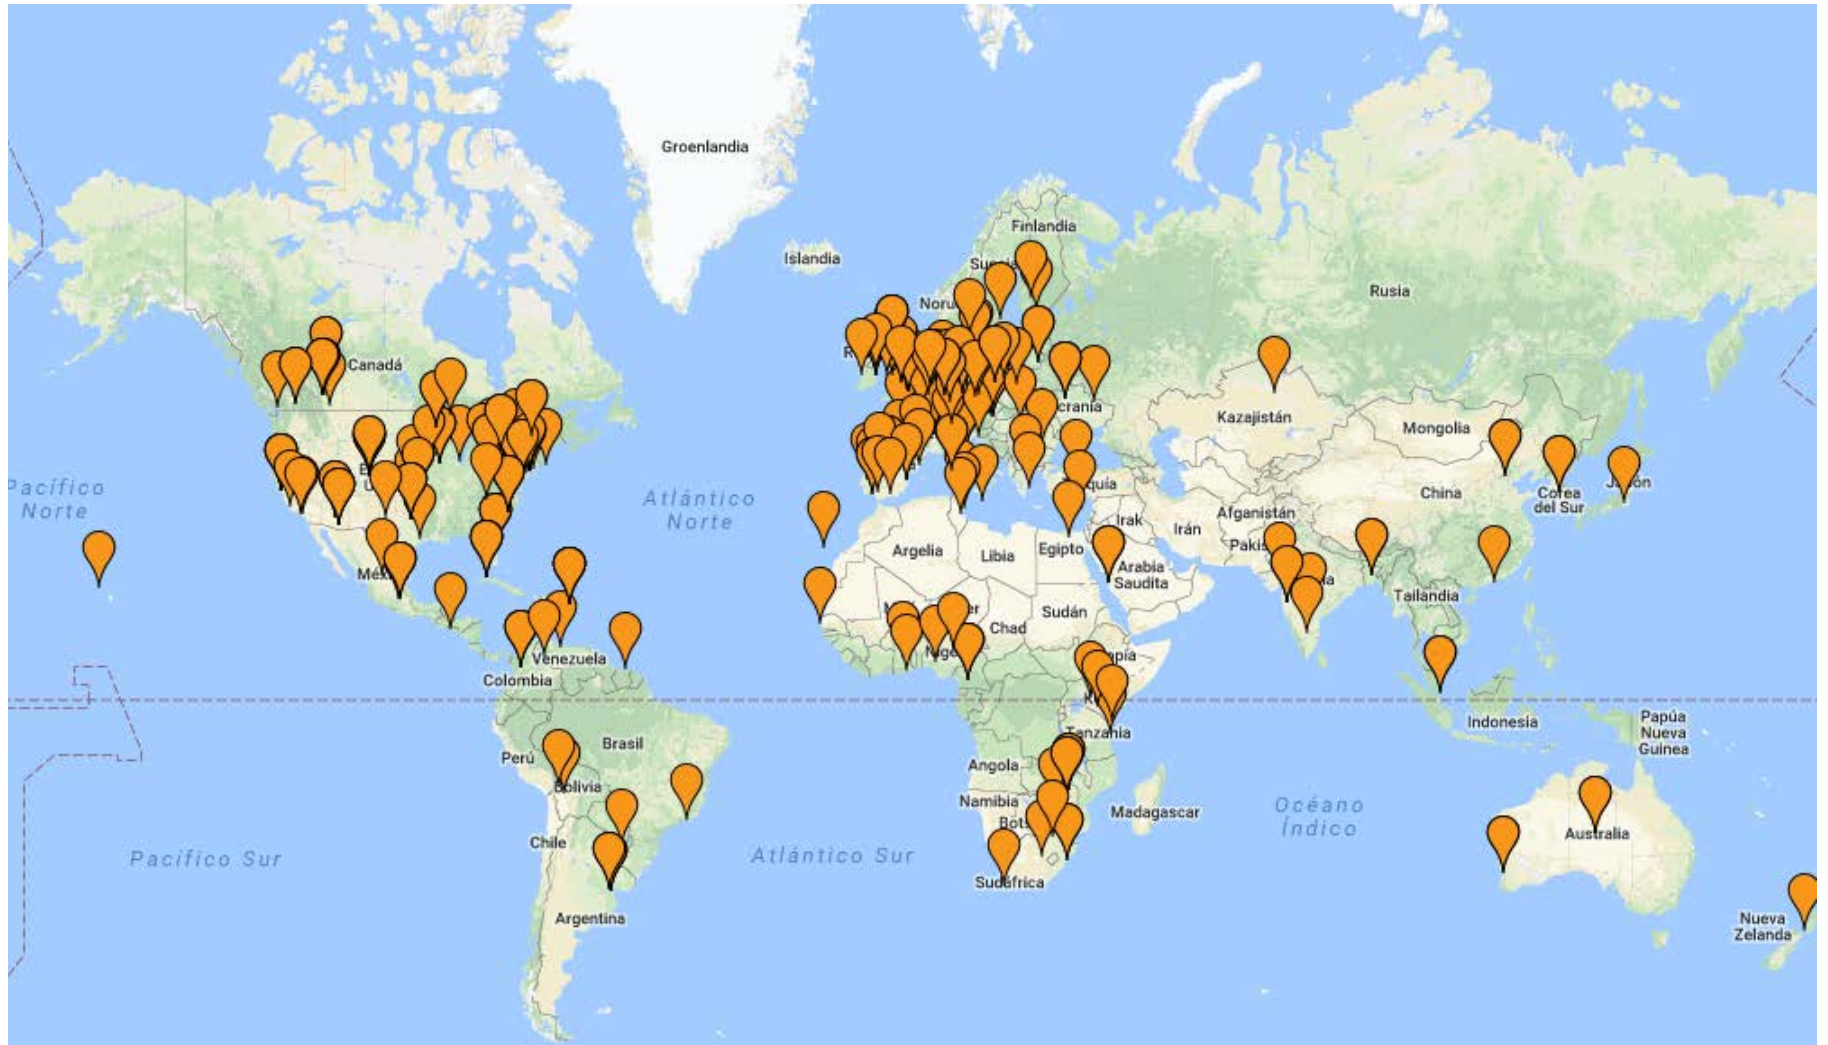 Groenlandia
Finlandia
Islandia
Rusia
Canadá
Kazajistán
Mongolia
Pacífico
Norte
Atlántico
Norte
China
Corea
del Sur
Afganistán
Irak
Irán
Argelia
Libia
Egipto
Arabia
Saudita
Tailandia
Sudán
Chad
Venezuela
Colombia
Tanzania
Indonesia
Papúa
Nueva
Guinea
Brasil
Perú
Angola
Bolivia
Namibia
Madagascar
Océano
Índico
Australia
Chile
Pacífico Sur
Atlántico Sur
Sudáfrica
Argentina
Nueva
Zelanda